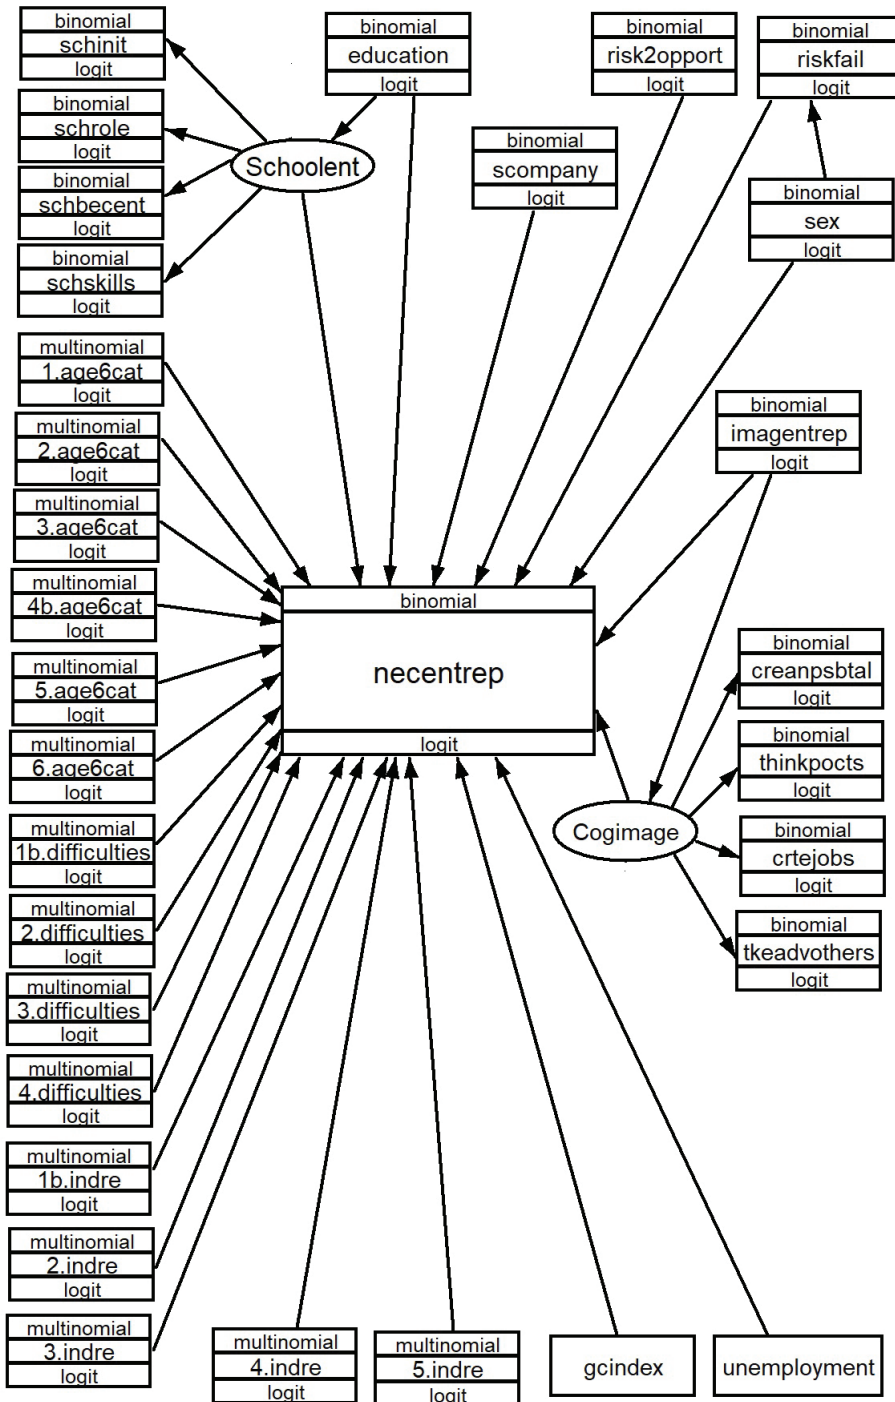 binomial
schinit
logit
binomial
education
logit
binomial
risk2opport
logit
binomial
riskfail
logit
binomial
schrole
logit
Schoolent
binomial
scompany
logit
binomial
schbecent
logit
binomial
sex
logit
binomial
schskills
logit
multinomial
1.age6cat
logit
multinomial
2.age6cat
logit
binomial
imagentrep
logit
multinomial
3.age6cat
logit
multinomial
4b.age6cat
logit
binomial
necentrep
logit
multinomial
5.age6cat
logit
binomial
creanpsbtal
logit
multinomial
6.age6cat
logit
binomial
thinkpocts
logit
multinomial
1b.difficulties
logit
Cogimage
binomial
crtejobs
logit
multinomial
2.difficulties
logit
binomial
tkeadvothers
logit
multinomial
3.difficulties
logit
multinomial
4.difficulties
logit
multinomial
1b.indre
logit
multinomial
2.indre
logit
multinomial
3.indre
logit
multinomial
4.indre
logit
multinomial
5.indre
logit
gcindex
unemployment